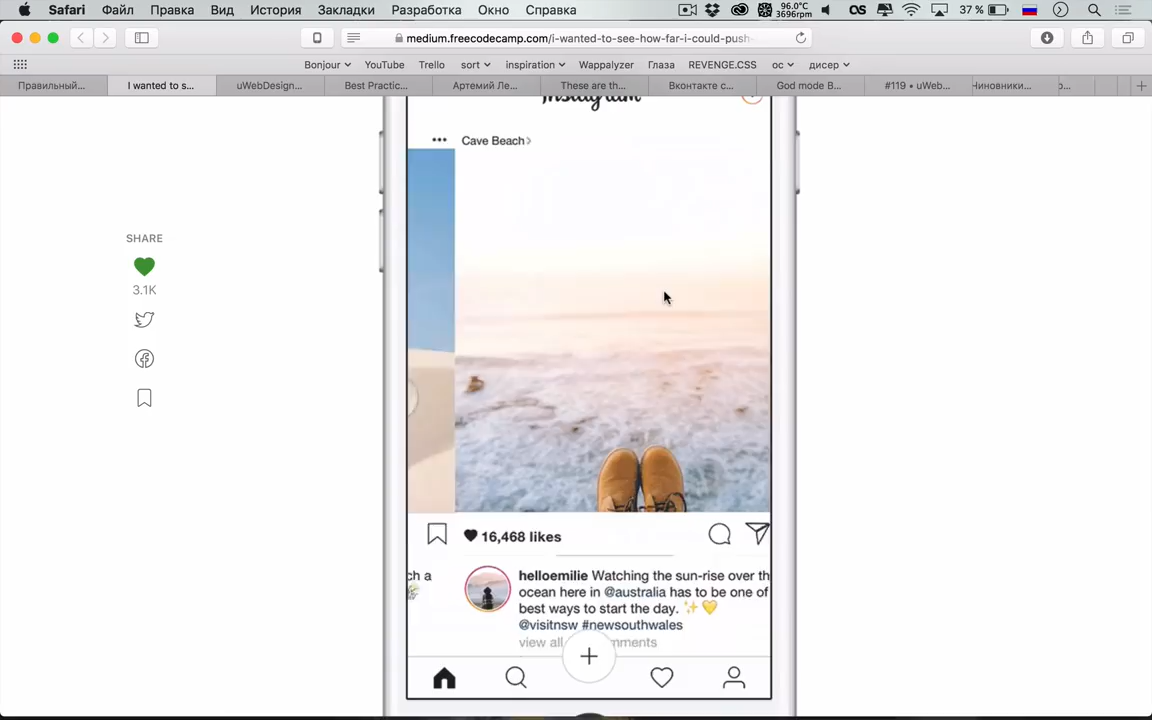 Safari Файл Правка Вид История Закладки Разработка Окно Справка 96.0°C 3696rpm OS 37 %
medium.freecodecamp.com/i-wanted-to-see-how-far-i-could-push-
Bonjour YouTube Trello sort inspiration Wappalyzer Глаза REVENGE.CSS ос дисер
Правильный... I wanted to s... uWebDesign... Best Practic... Артемий Ле... These are th... Вконтакте с... God mode B... #119 • uWeb... Чиновники...
Instagram
••• Cave Beach
SHARE
3.1K
16,468 likes
ch a
helloemilie Watching the sun-rise over th
ocean here in @australia has to be one of
best ways to start the day.
@visitnsw #newsouthwales
view all mments